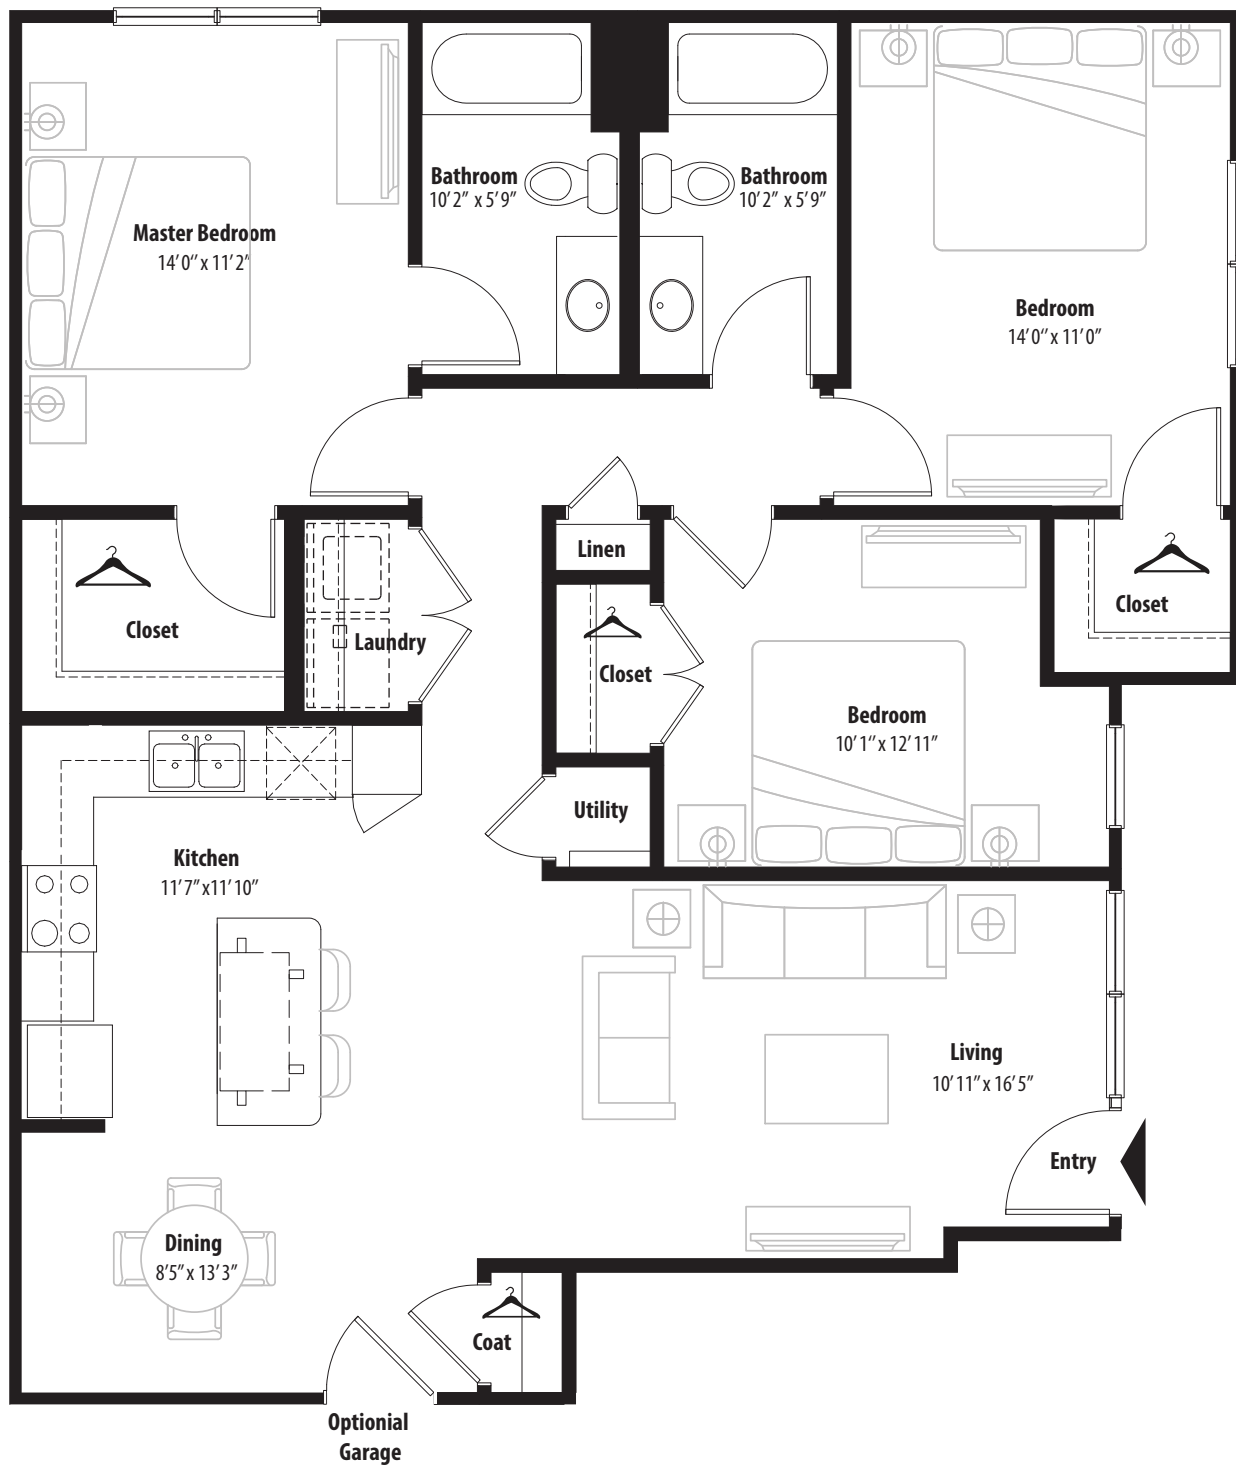 Bathroom
10’2” x 5’9”
Bathroom
10’2” x 5’9”
Master Bedroom
14’0” x 11’2”
Bedroom
14’0” x 11’0”
Linen
Closet
Closet
Laundry
Closet
Bedroom
10’1” x 12’11”
Utility
Kitchen
11’7”x11’10”
Living
10’11” x 16’5”
Entry
Dining
8’5” x 13’3”
Coat
Optionial
Garage